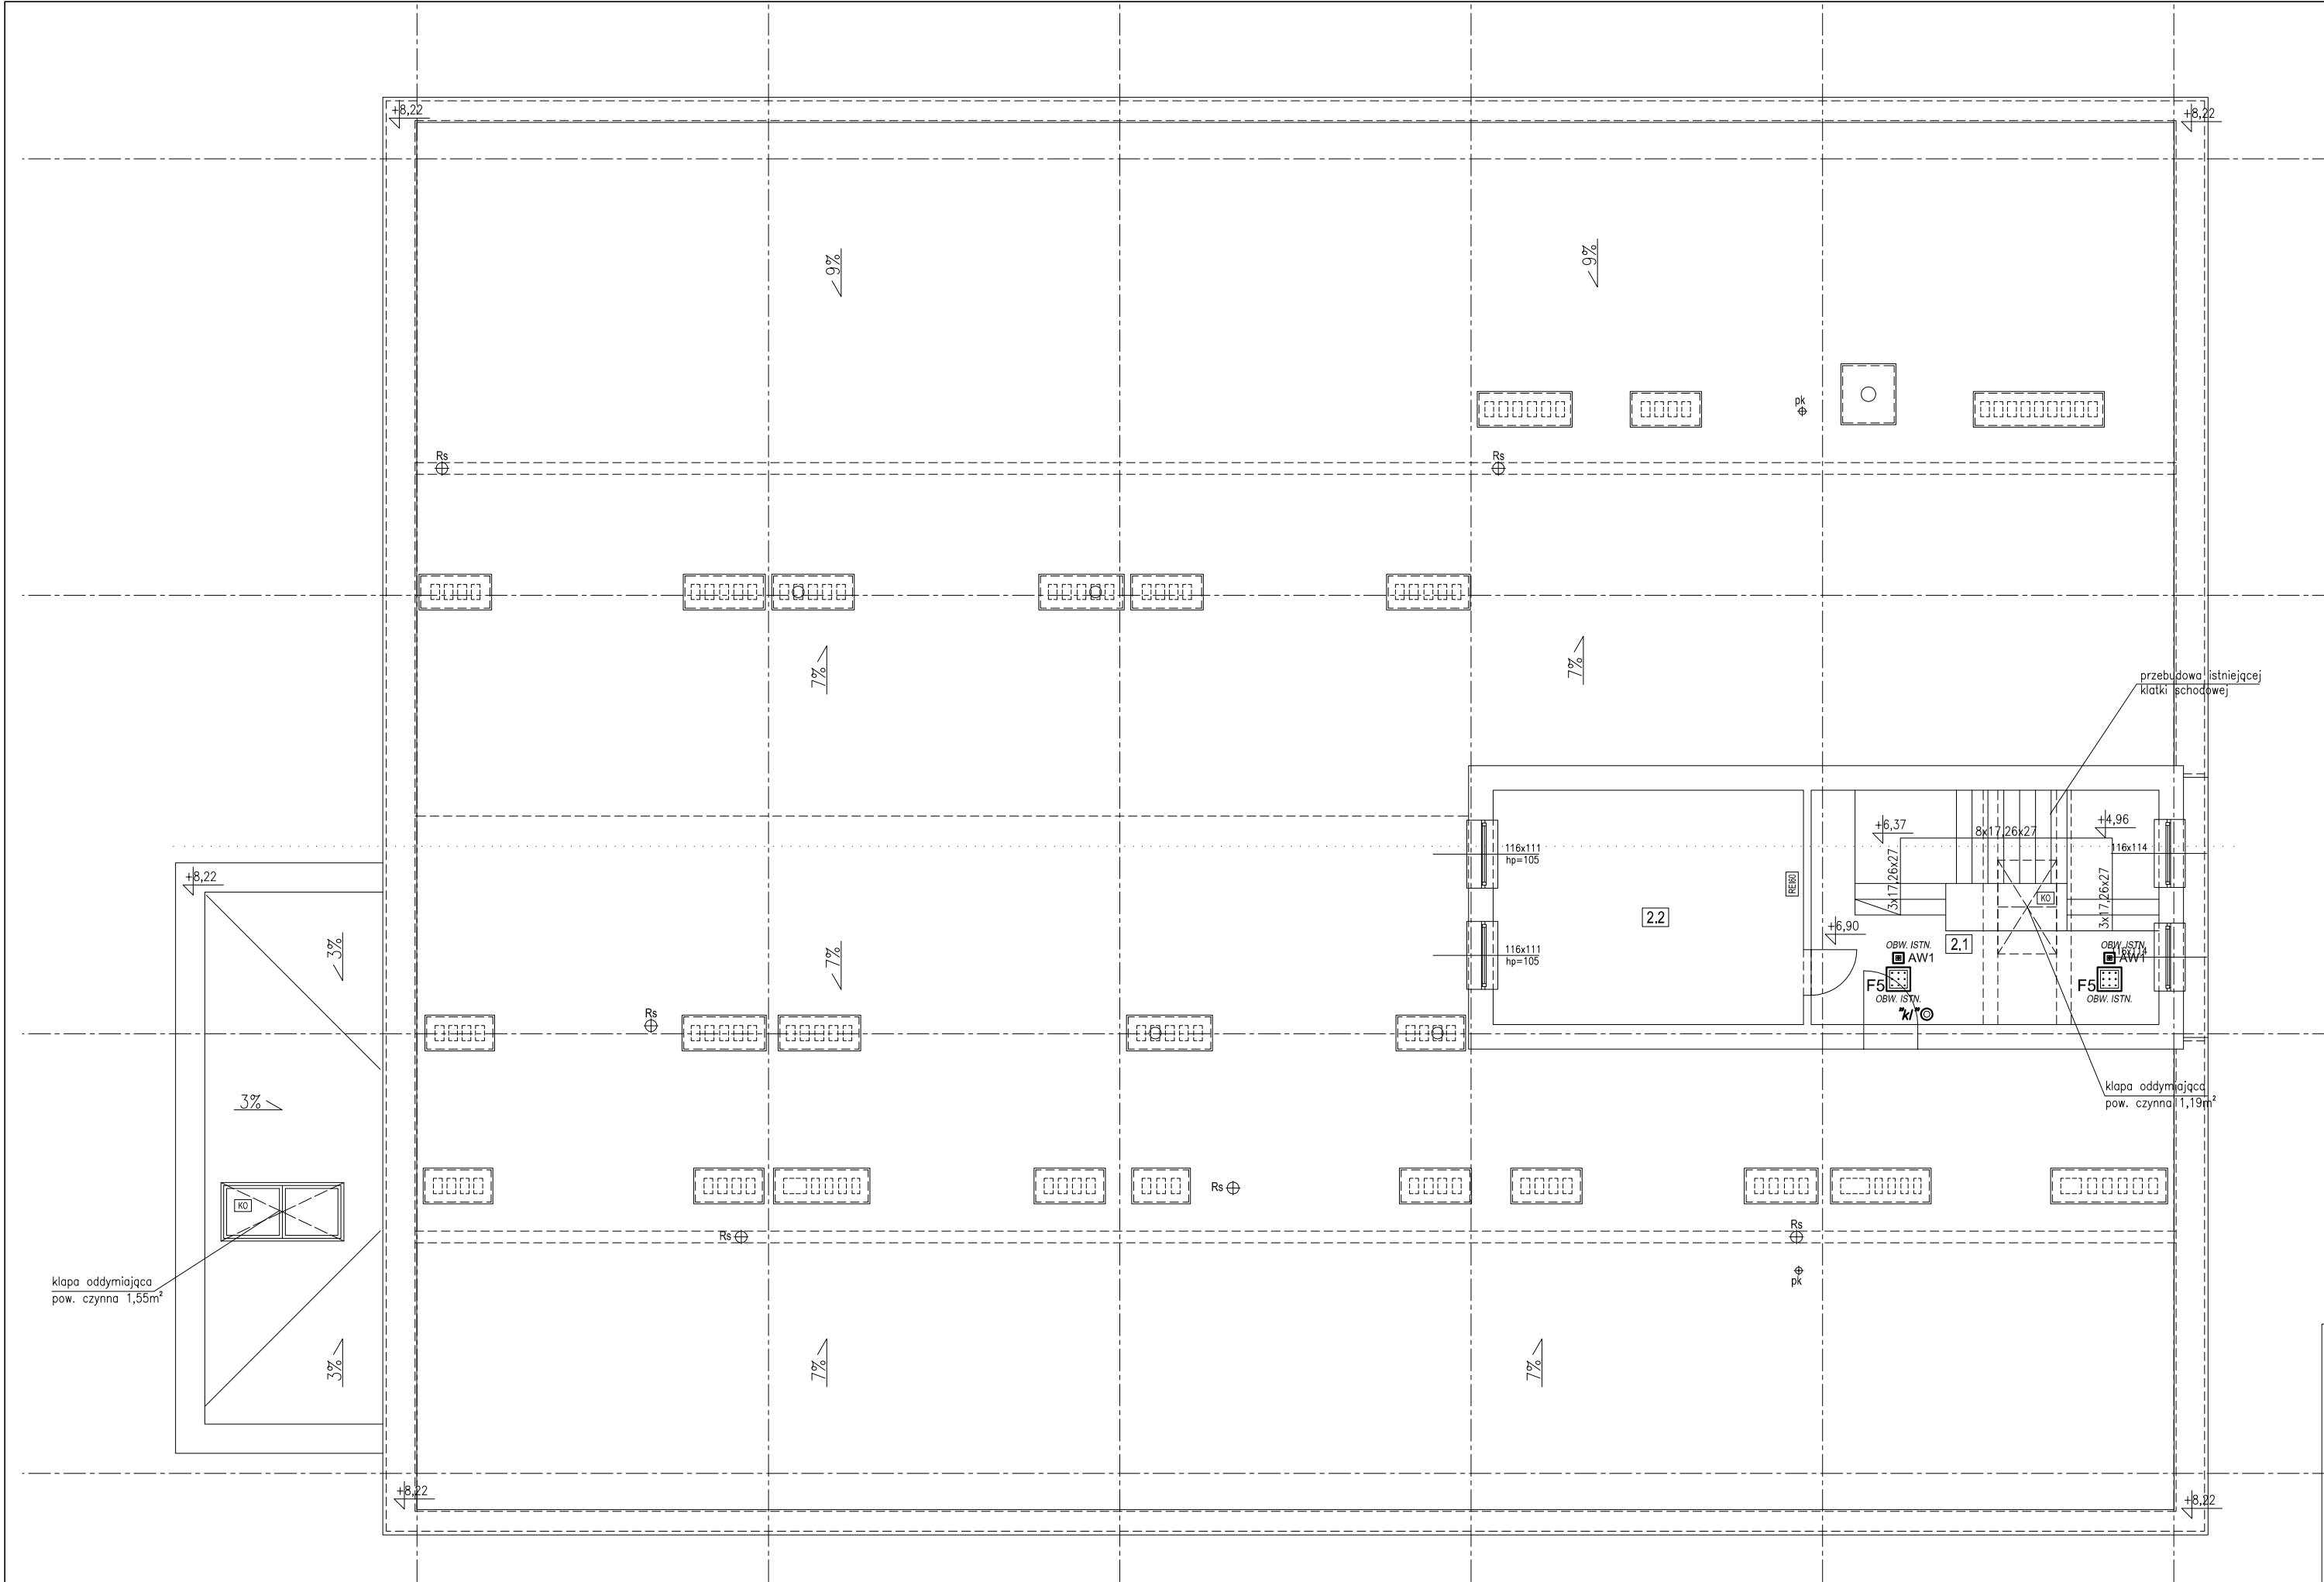 +8,22
+8,22
9%
9%
pk
Rs
Rs
7%
7%
przebudowa istniejącej
klatki schodowej
+6,37
8x17,26x27
+4,96
116x111
hp=105
116x114
3x17,26x27
3x17,26x27
REI60
KO
+8,22
2.2
+6,90
2.1
3%
7%
116x111
hp=105
OBW. ISTN.
AW1
OBW. ISTN.
AW1
116x114
F5
OBW. ISTN.
F5
OBW. ISTN.
"kl"
Rs
3%
klapa oddymiająca
pow. czynna 1,19m²
KO
Rs
Rs
Rs
pk
klapa oddymiająca
pow. czynna 1,55m²
3%
7%
7%
+8,22
+8,22